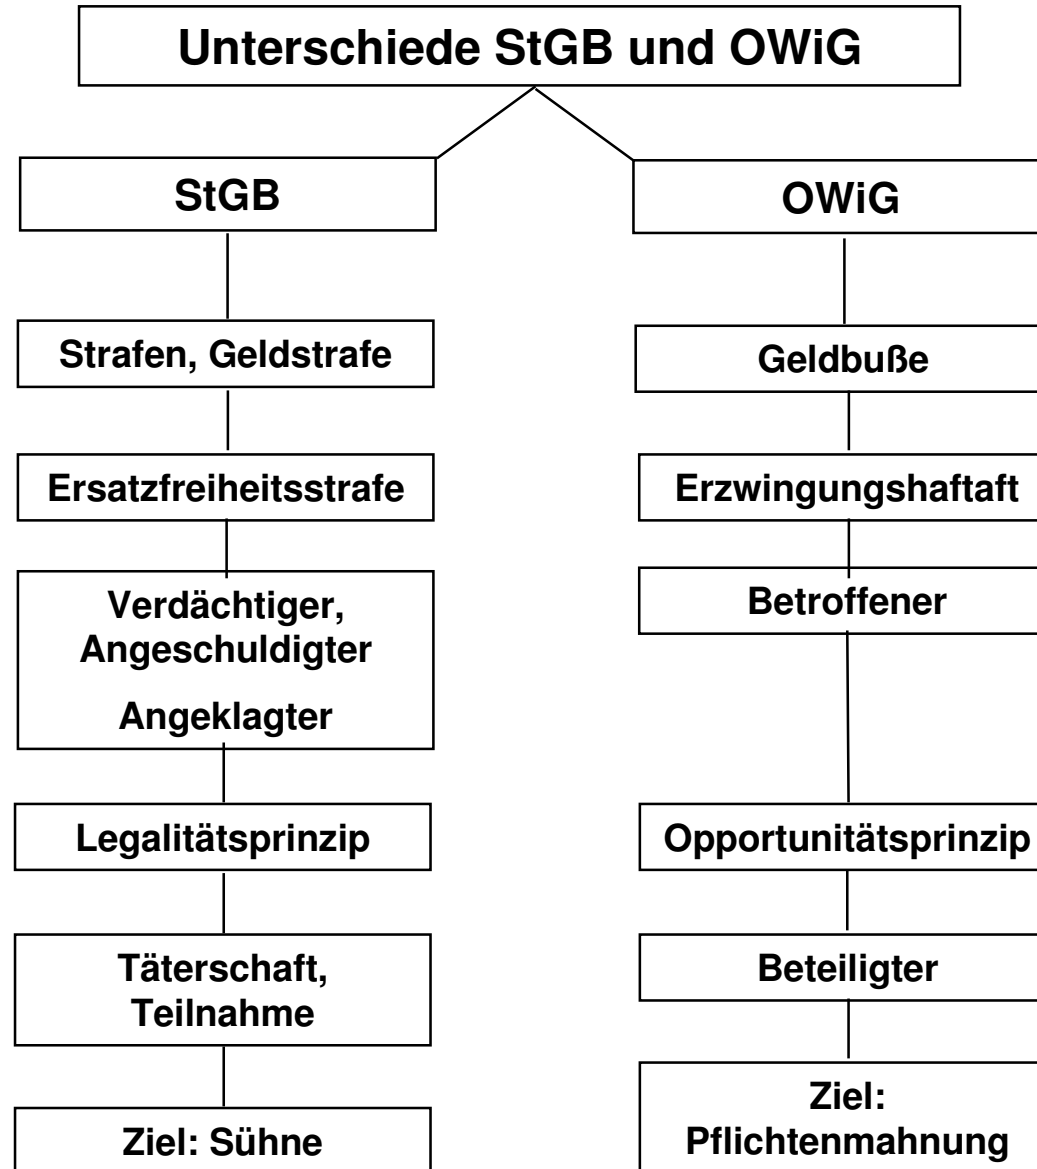 Unterschiede StGB und OWiG
StGB
OWiG
Strafen, Geldstrafe
Geldbuße
Ersatzfreiheitsstrafe
Erzwingungshaftaft
Verdächtiger,
Angeschuldigter
Angeklagter
Betroffener
Legalitätsprinzip
Opportunitätsprinzip
Täterschaft,
Teilnahme
Beteiligter
Ziel: Sühne
Ziel:
Pflichtenmahnung